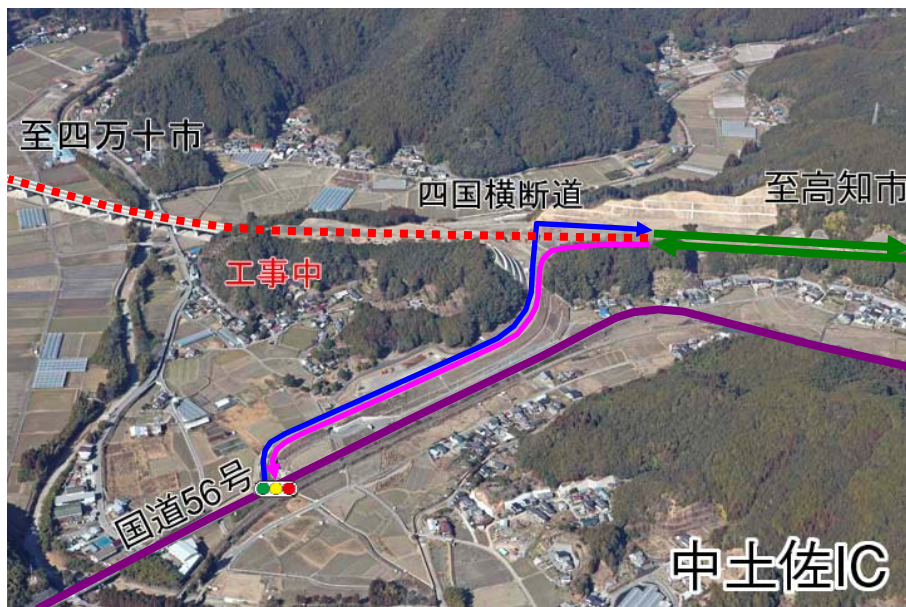 至四万十市
四国横断道
至高知市
工事中
国道56号
中土佐IC